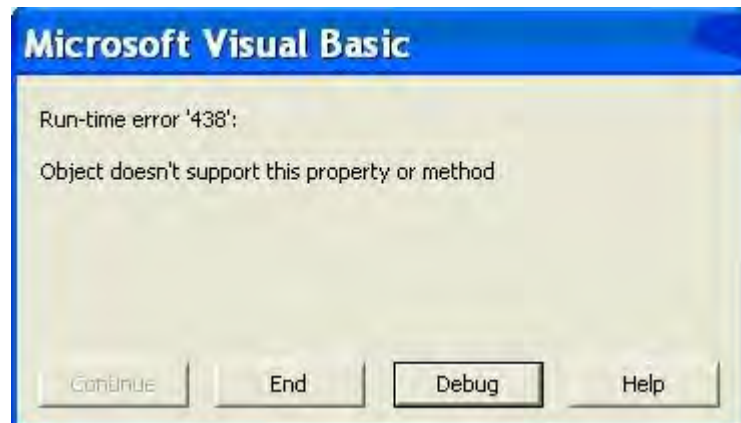 Microsoft Visual Basic
Run-time error '438':
Object doesn't support this property or method
Continue End Debug Help